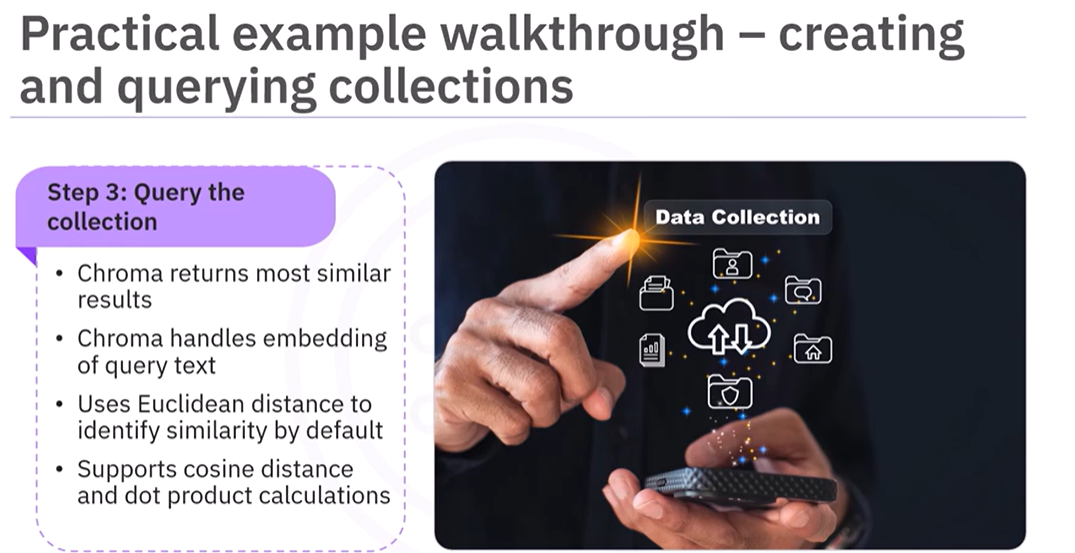 Practical example walkthrough – creating
and querying collections
Step 3: Query the
collection
• Chroma returns most similar
results
• Chroma handles embedding
of query text
• Uses Euclidean distance to
identify similarity by default
• Supports cosine distance
and dot product calculations
Data Collection